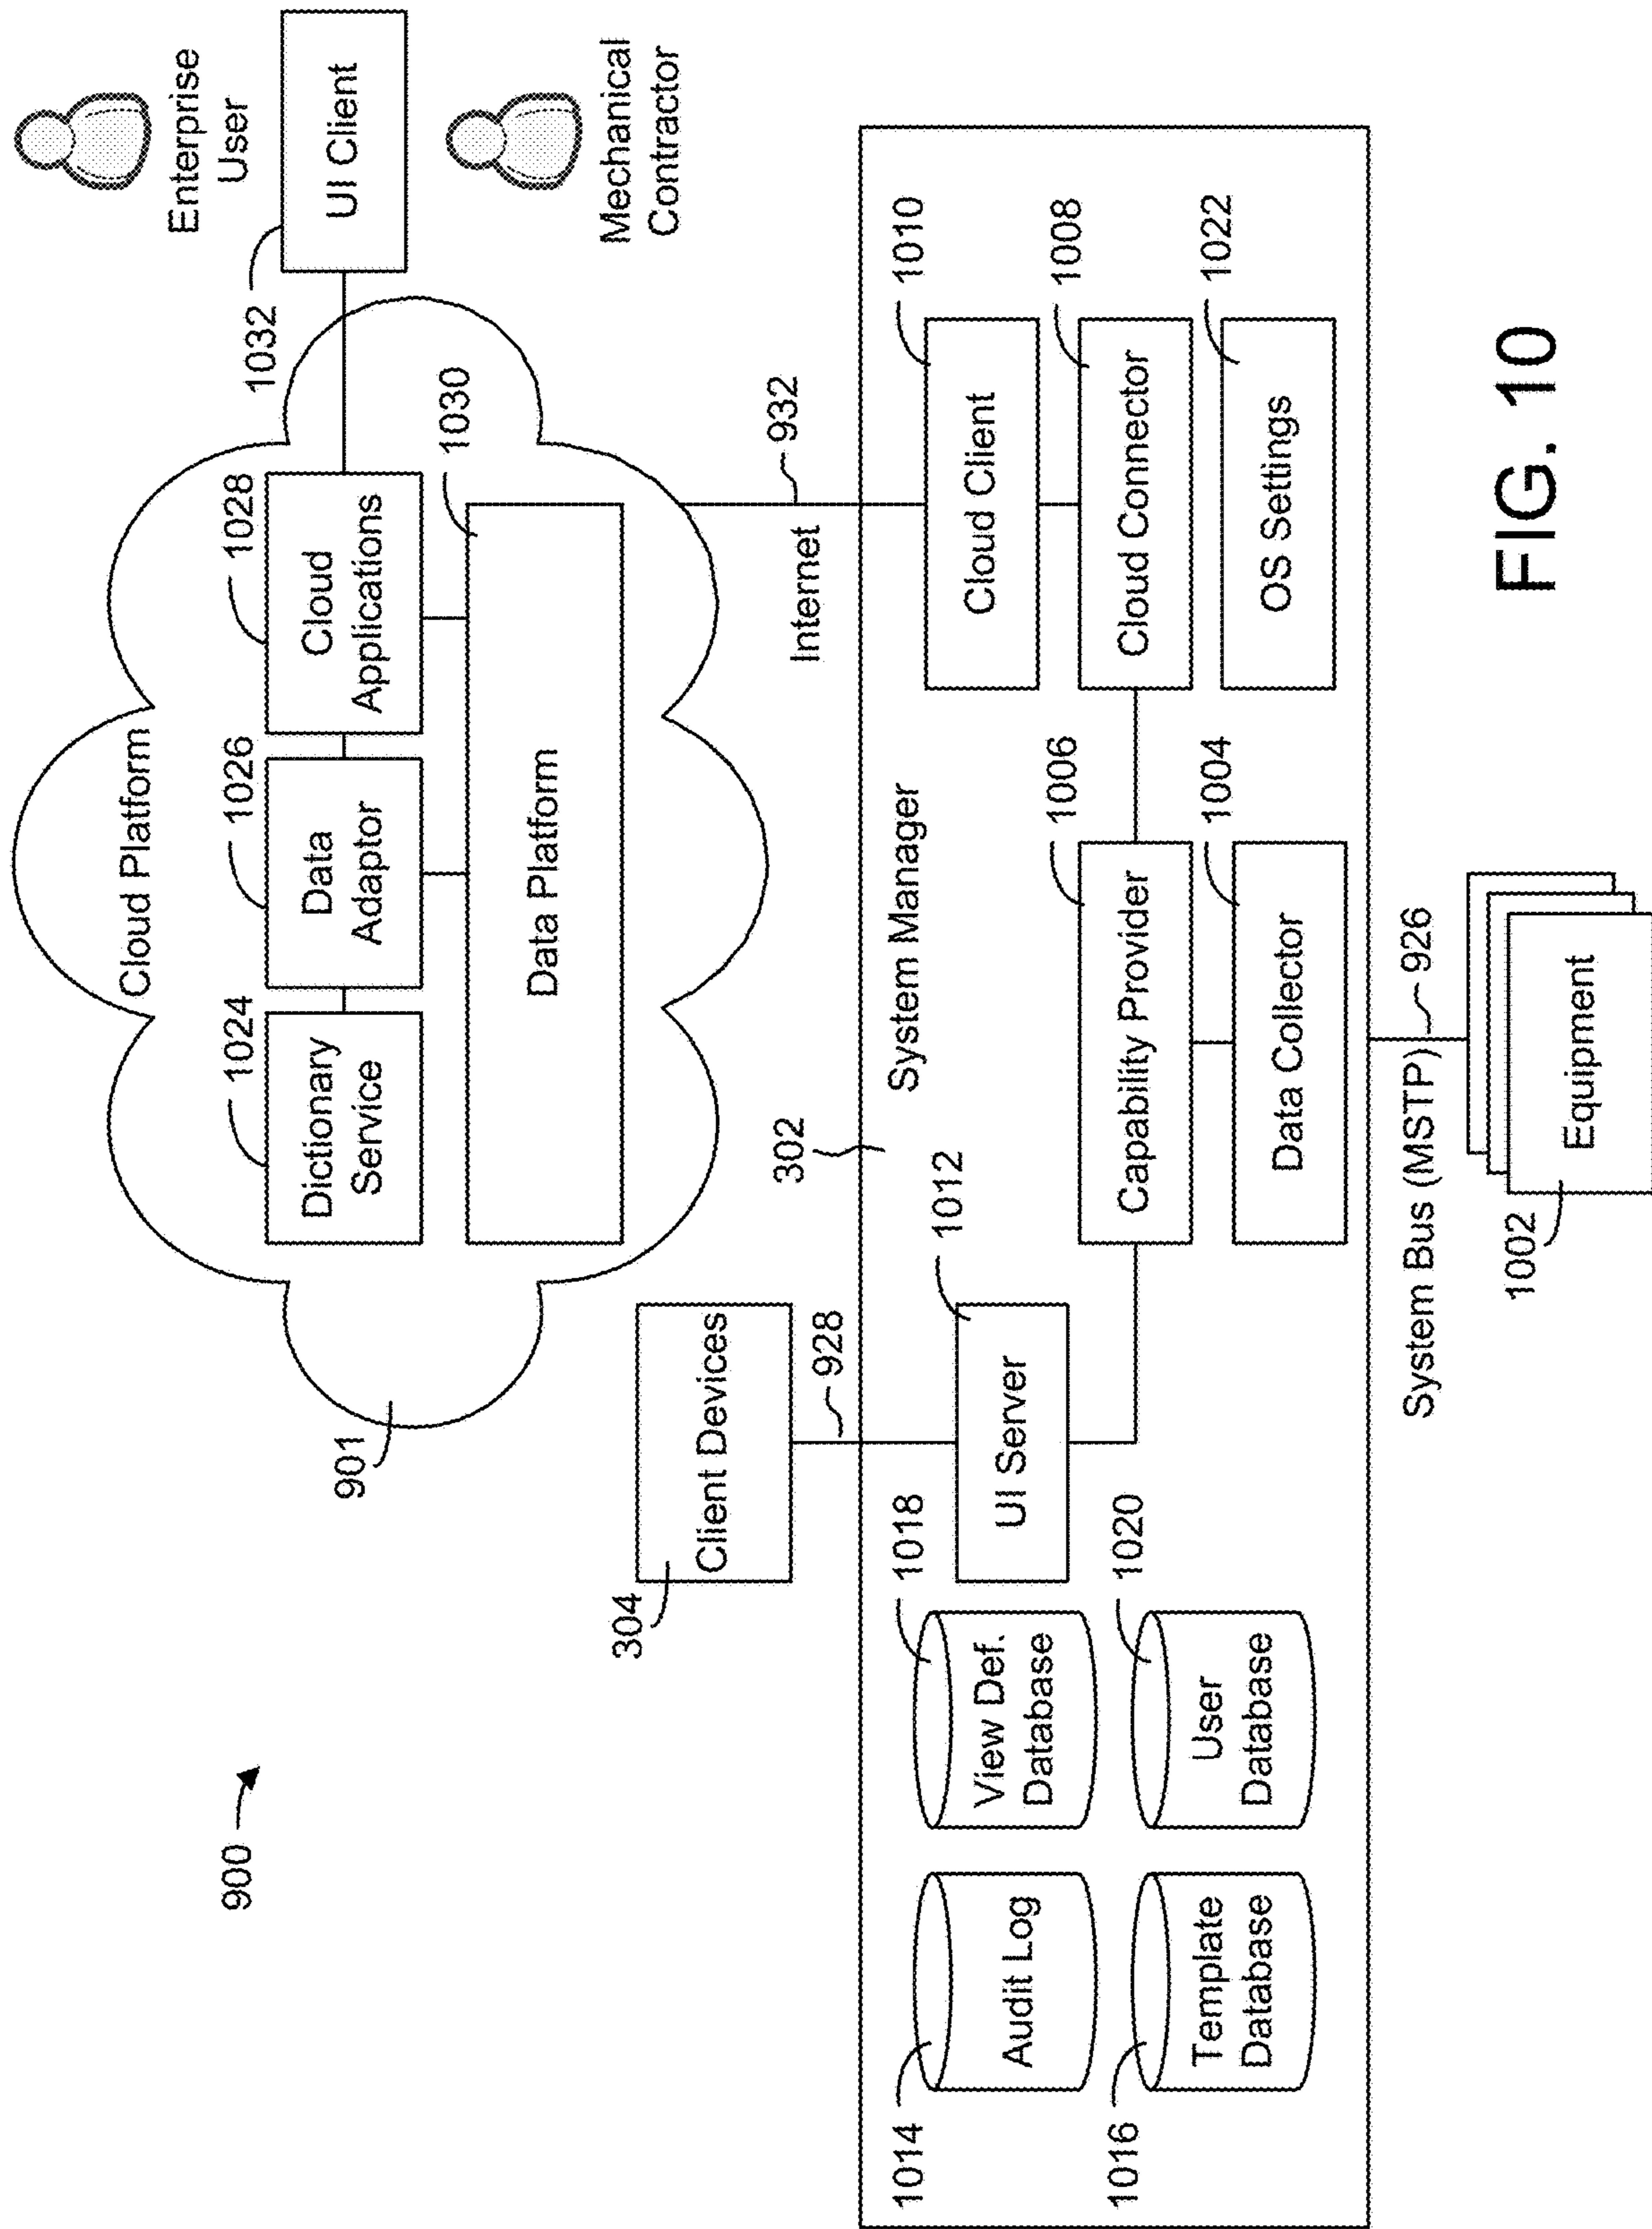 900
901
Cloud Platform
1024
Dictionary
Service
1026
Data
Adaptor
1028
Cloud
Applications
1030
Data Platform
1032
UI Client
Enterprise
User
Mechanical
Contractor
304
Client Devices
928
Internet
932
302
System Manager
1014
Audit Log
1018
View Def.
Database
1016
Template
Database
1020
User
Database
1012
UI Server
1006
Capability Provider
1004
Data Collector
1010
Cloud Client
1008
Cloud Connector
1022
OS Settings
System Bus (MSTP)
926
1002
Equipment
FIG. 10